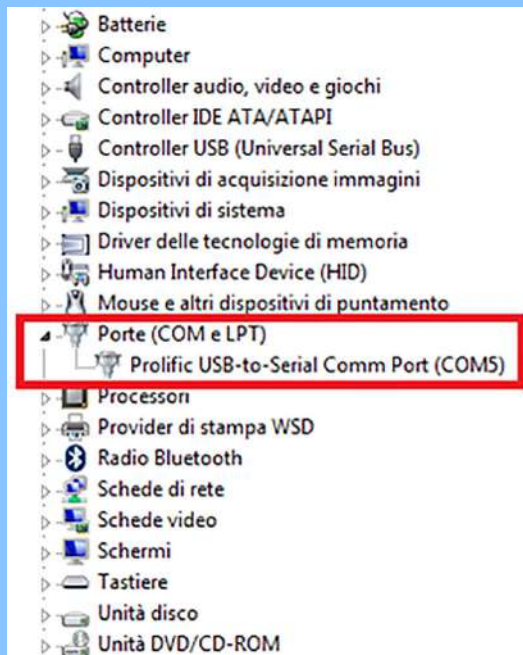 Batterie
Computer
Controller audio, video e giochi
Controller IDE ATA/ATAPI
Controller USB (Universal Serial Bus)
Dispositivi di acquisizione immagini
Dispositivi di sistema
Driver delle tecnologie di memoria
Human Interface Device (HID)
Mouse e altri dispositivi di puntamento
Porte (COM e LPT)
Prolific USB-to-Serial Comm Port (COM5)
Processori
Provider di stampa WSD
Radio Bluetooth
Schede di rete
Schede video
Schermi
Tastiere
Unità disco
Unità DVD/CD-ROM